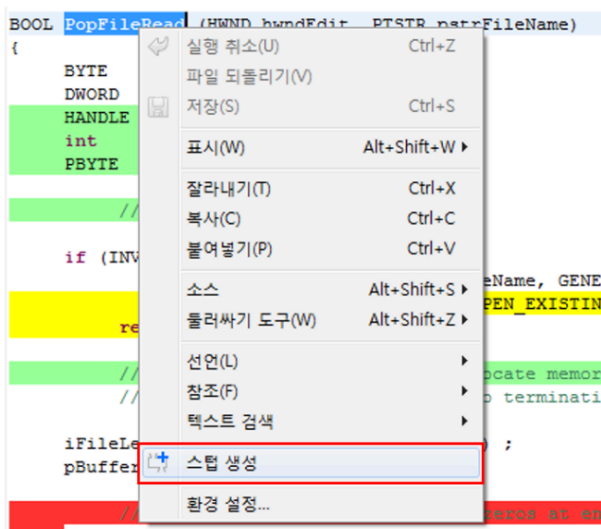 BOOL PopFileRead (HWND hwndEdit, PTSTR pstrFileName)
{
BYTE
DWORD
HANDLE
int
PBYTE
//
if (INV
eName, GENE
PEN_EXISTIN
re
//
ocate memor
//
o terminati
iFileLe
) ;
pBuffer
//
zeros at en
실행 취소(U) Ctrl+Z
파일 되돌리기(V)
저장(S) Ctrl+S
표시(W) Alt+Shift+W
잘라내기(T) Ctrl+X
복사(C) Ctrl+C
붙여넣기(P) Ctrl+V
소스 Alt+Shift+S
둘러싸기 도구(W) Alt+Shift+Z
선언(L)
참조(F)
텍스트 검색
스텁 생성
환경 설정...